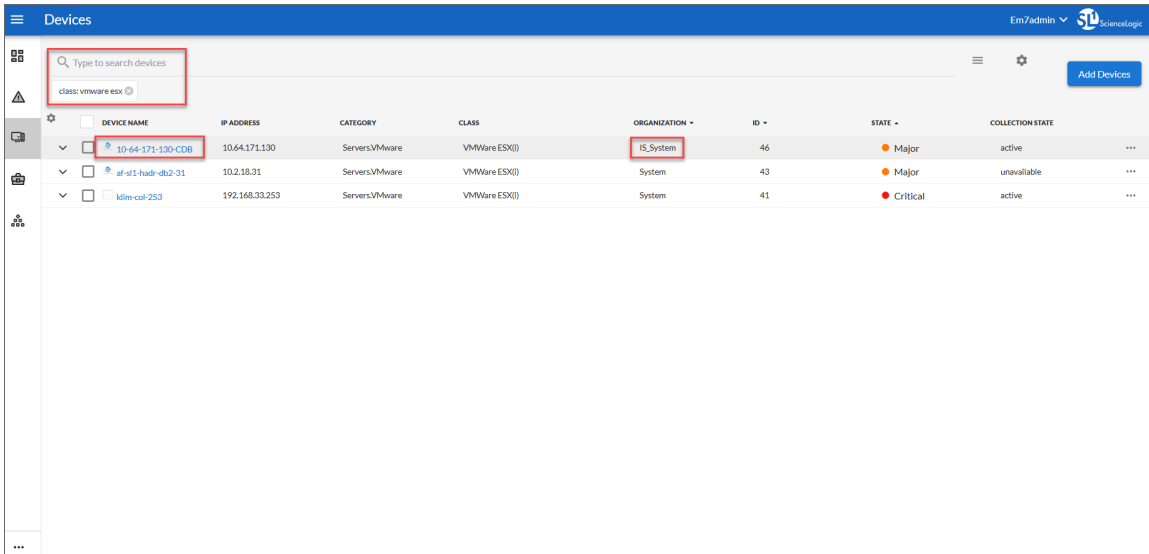 Devices
Em7admin
SL1 ScienceLogic
Type to search devices
Add Devices
class: vmware esx
DEVICE NAME IP ADDRESS CATEGORY CLASS ORGANIZATION ID STATE COLLECTION STATE
10-64-171-130-CDB 10.64.171.130 Servers.VMware VMWare ESX(i) IS_System 46 Major active ...
af-sl1-hadr-db2-31 10.2.18.31 Servers.VMware VMWare ESX(i) System 43 Major unavailable ...
klim-col-253 192.168.33.253 Servers.VMware VMWare ESX(i) System 41 Critical active ...
...